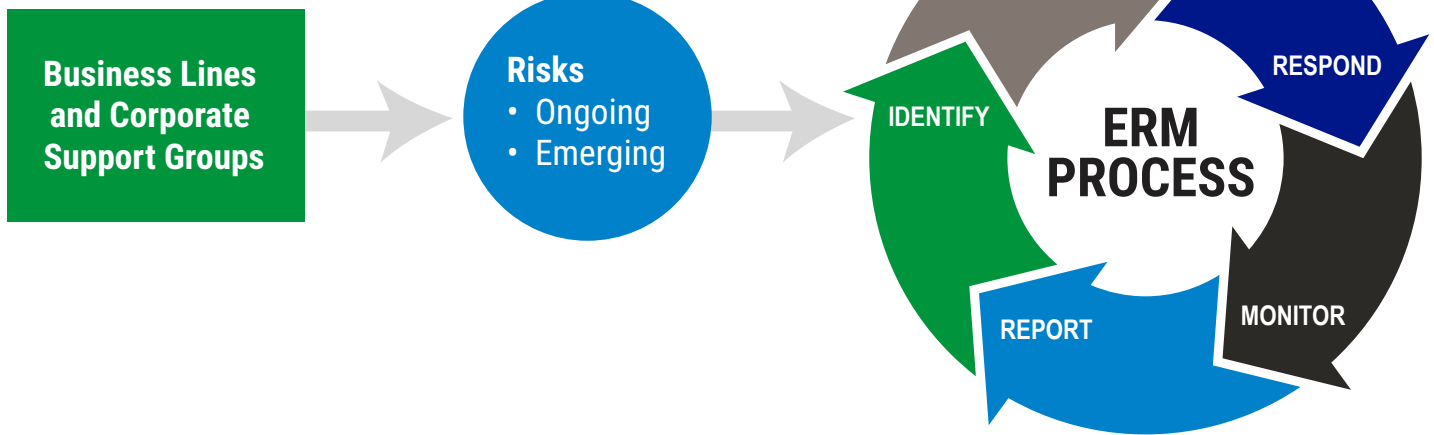 Business Lines
and Corporate
Support Groups
Risks
• Ongoing
• Emerging
IDENTIFY
RESPOND
ERM
PROCESS
REPORT
MONITOR